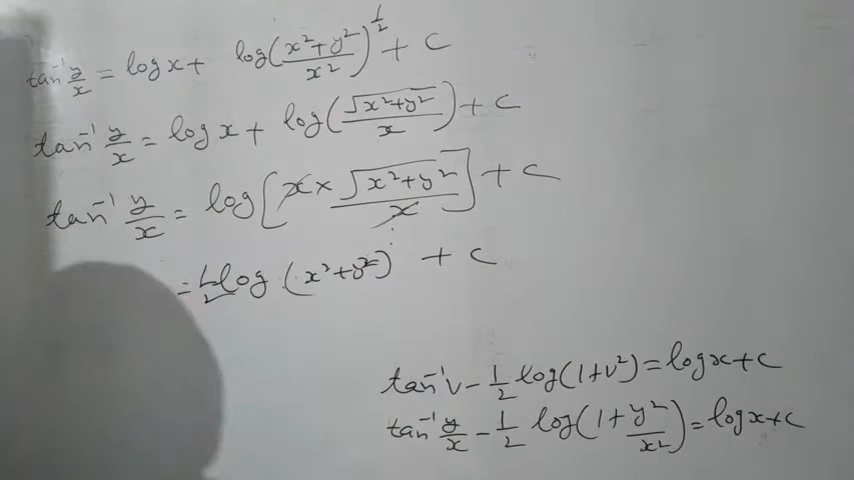 tan⁻¹ y/x = log x + log(x²+y²/x²)^1/2 + C
tan⁻¹ y/x = log x + log(√x²+y²/x) + C
tan⁻¹ y/x = log[x × √x²+y²/x] + C
= 1/2 log (x²+y²) + C
tan⁻¹v - 1/2 log(1+v²) = log x + C
tan⁻¹ y/x - 1/2 log(1+ y²/x²) = log x + C